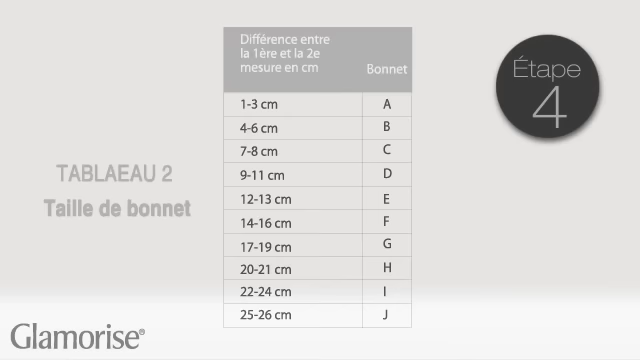 Différence entre
la 1ère et la 2e
mesure en cm Bonnet
1-3 cm A
4-6 cm B
7-8 cm C
9-11 cm D
12-13 cm E
14-16 cm F
17-19 cm G
20-21 cm H
22-24 cm I
25-26 cm J
TABLAEAU 2
Taille de bonnet
Étape
4
Glamorise®